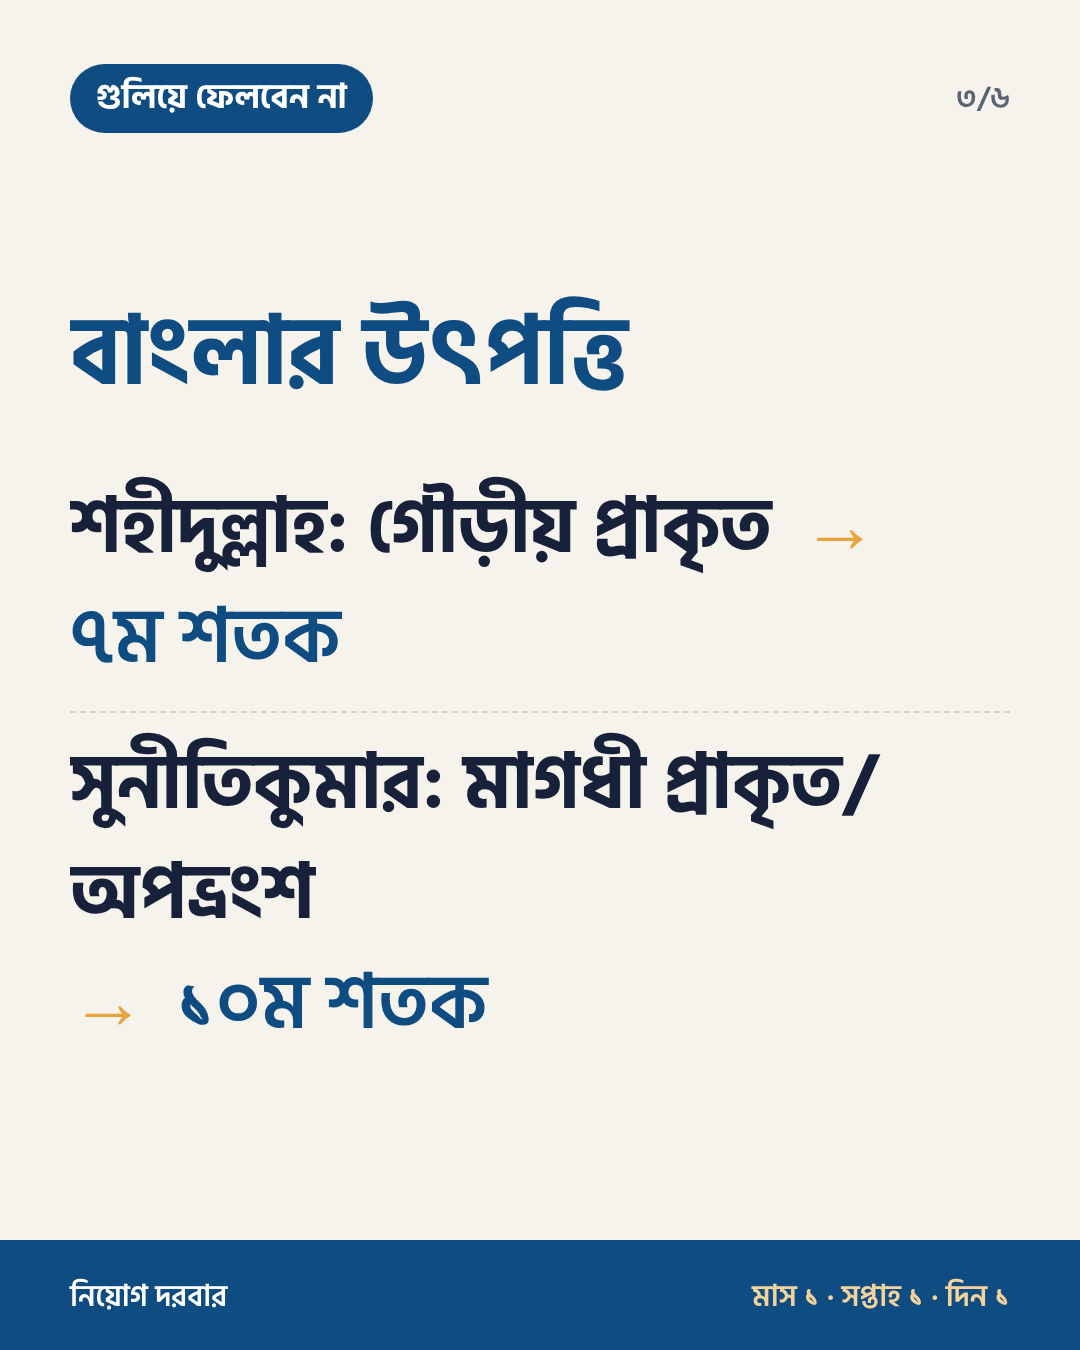 গুলিয়ে ফেলবেন না
৩/৬
বাংলার উৎপত্তি
শহীদুল্লাহ: গৌড়ীয় প্রাকৃত →
৭ম শতক
সুনীতিকুমার: মাগধী প্রাকৃত/
অপভ্রংশ
→ ১০ম শতক
নিয়োগ দরবার
মাস ১ · সপ্তাহ ১ · দিন ১